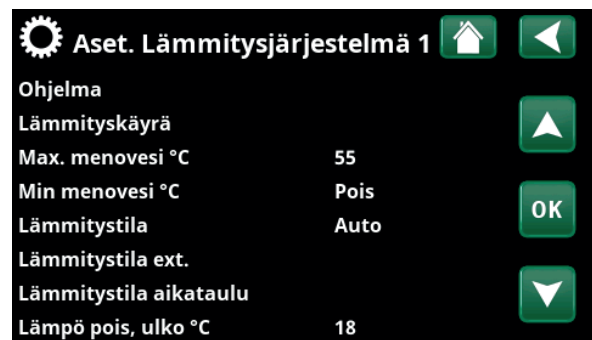 Aset. Lämmitysjärjestelmä 1
Ohjelma
Lämmityskäyrä
Max. menovesi °C 55
Min menovesi °C Pois
Lämmitystila Auto
OK
Lämmitystila ext.
Lämmitystila aikataulu
Lämpö pois, ulko °C 18